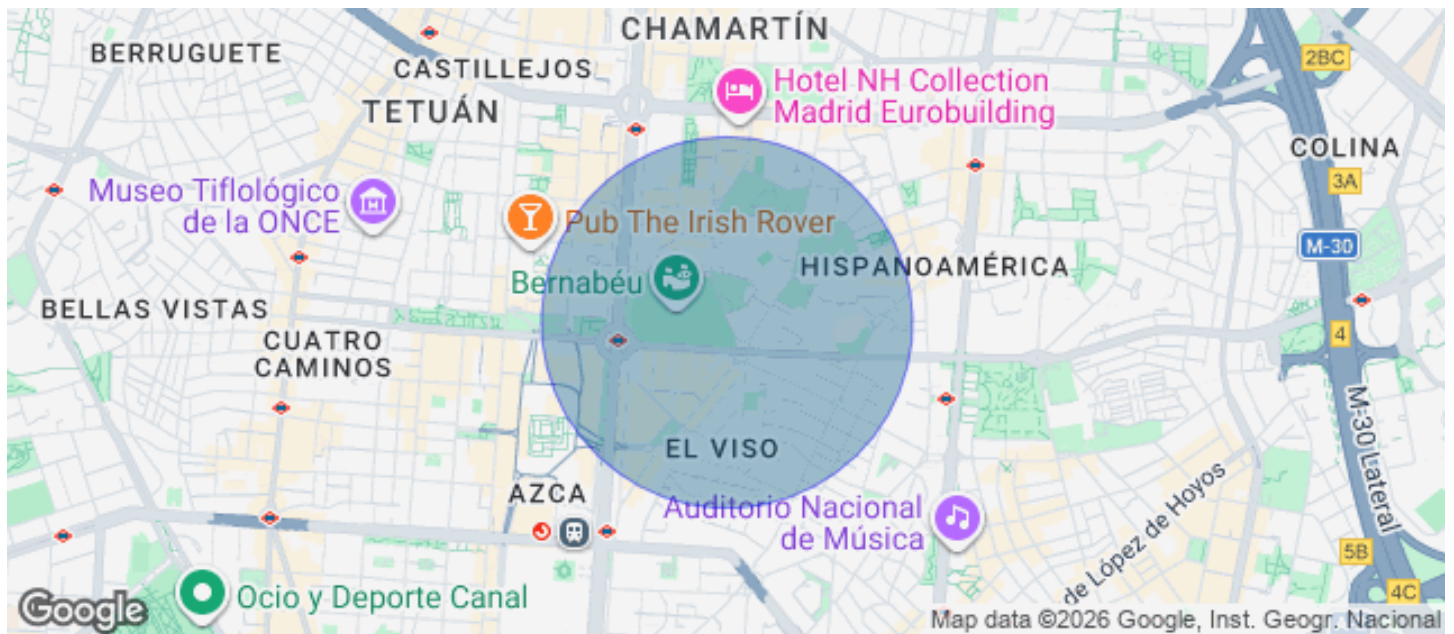 CHAMARTÍN
BERRUGUETE
2BC
CASTILLEJOS
Hotel NH Collection
Madrid Eurobuilding
TETUÁN
COLINA
3A
Museo Tiflológico
de la ONCE
Pub The Irish Rover
M-30
HISPANOAMÉRICA
Bernabéu
BELLAS VISTAS
4
CUATRO
CAMINOS
M-30 Lateral
EL VISO
AZCA
Auditorio Nacional
de Música
de López de Hoyos
5B
4C
Ocio y Deporte Canal
Google
Map data ©2026 Google, Inst. Geogr. Nacional